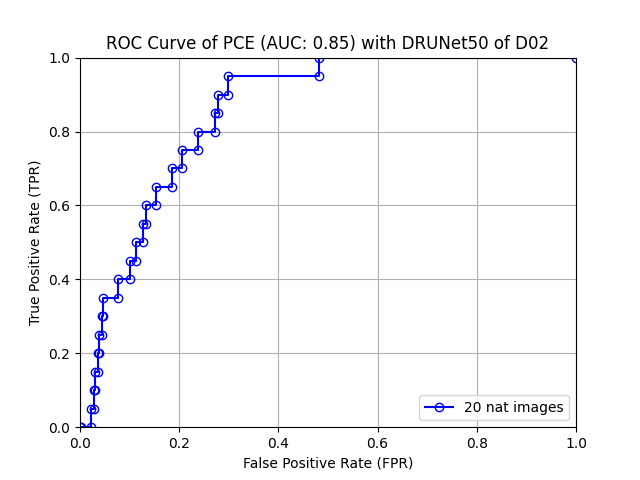 ROC Curve of PCE (AUC: 0.85) with DRUNet50 of D02
True Positive Rate (TPR)
1.0
0.8
0.6
0.4
0.2
0.0
20 nat images
0.0 0.2 0.4 0.6 0.8 1.0
False Positive Rate (FPR)